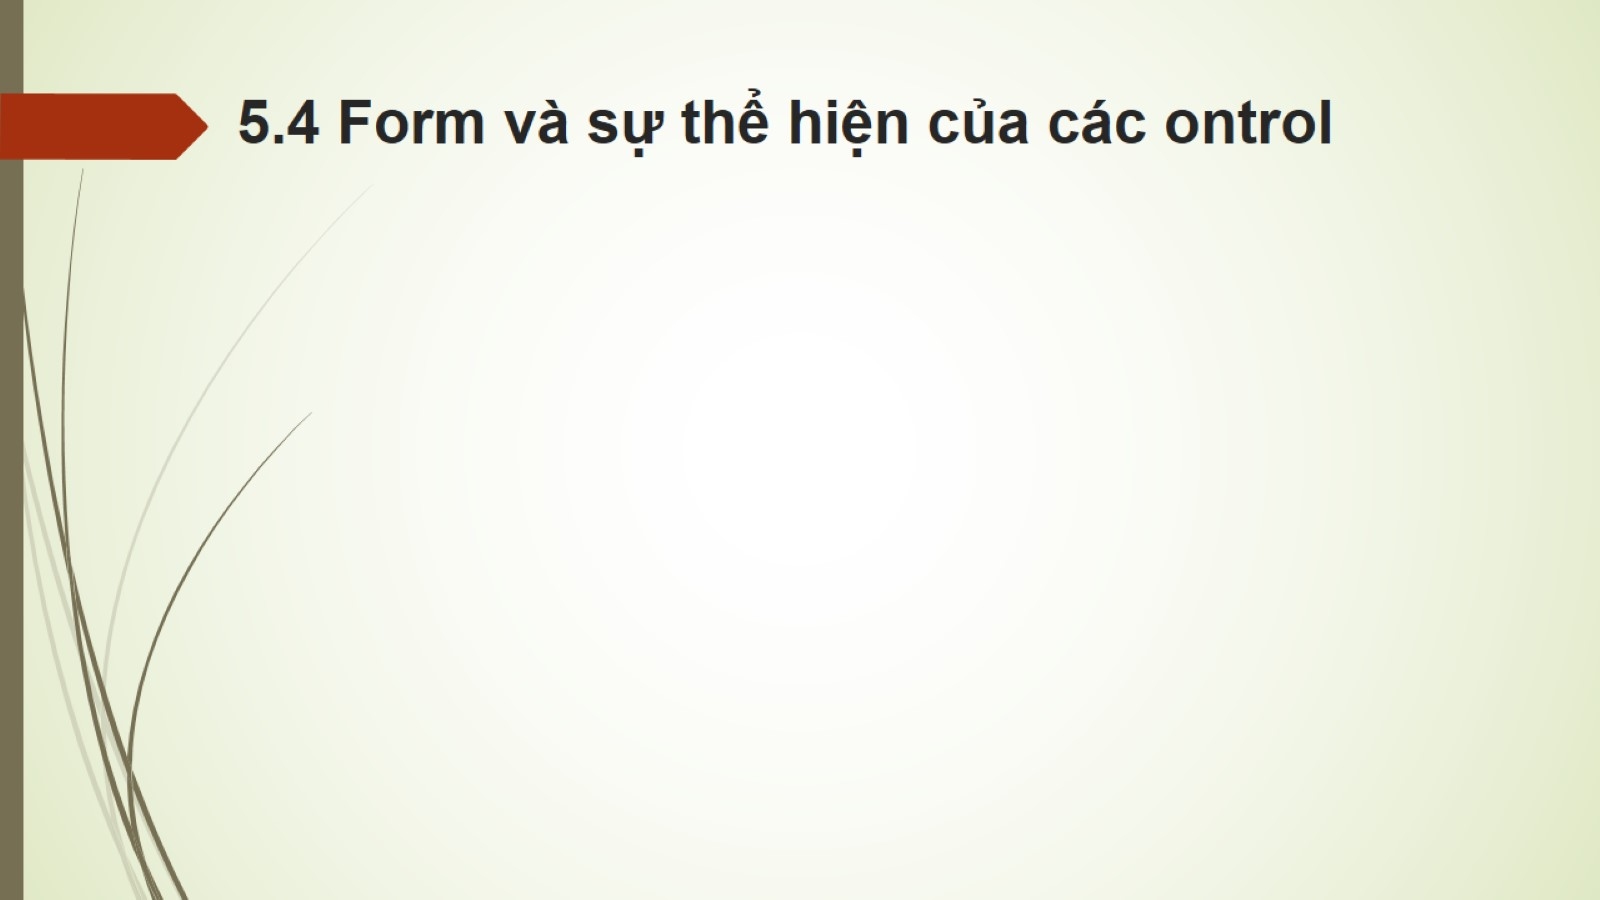 5.4 Form và sự thể hiện của các ontrol